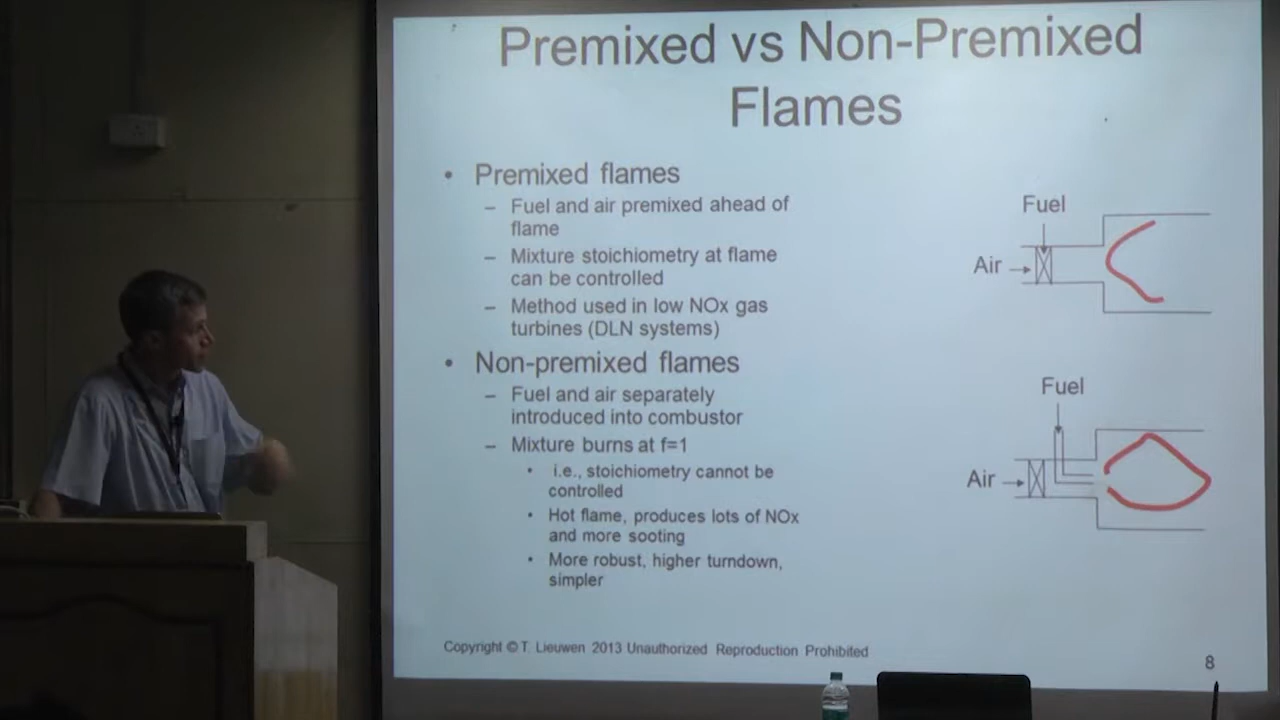 Premixed vs Non-Premixed
Flames
• Premixed flames
– Fuel and air premixed ahead of
flame
– Mixture stoichiometry at flame
can be controlled
– Method used in low NOx gas
turbines (DLN systems)
• Non-premixed flames
– Fuel and air separately
introduced into combustor
– Mixture burns at f=1
• i.e., stoichiometry cannot be
controlled
• Hot flame, produces lots of NOx
and more sooting
• More robust, higher turndown,
simpler
Fuel
Air
Fuel
Air
Copyright © T. Lieuwen 2013 Unauthorized Reproduction Prohibited
8